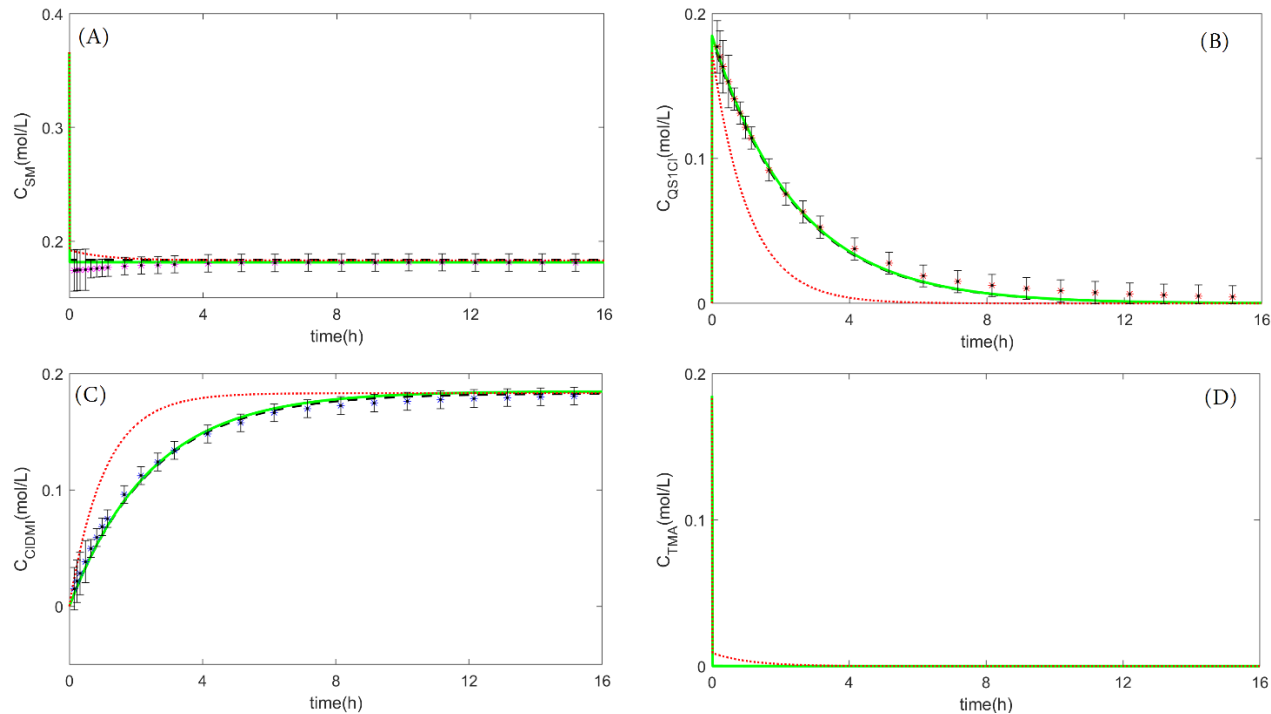 (A)
0.4
0.3
0.2
C_SM(mol/L)
0 4 8 12 16
time(h)
(B)
0.2
0.1
0
C_QS1Cl(mol/L)
0 4 8 12 16
time(h)
(C)
0.2
0.1
0
C_ClDMI(mol/L)
0 4 8 12 16
time(h)
(D)
0.2
0.1
0
C_TMA(mol/L)
0 4 8 12 16
time(h)